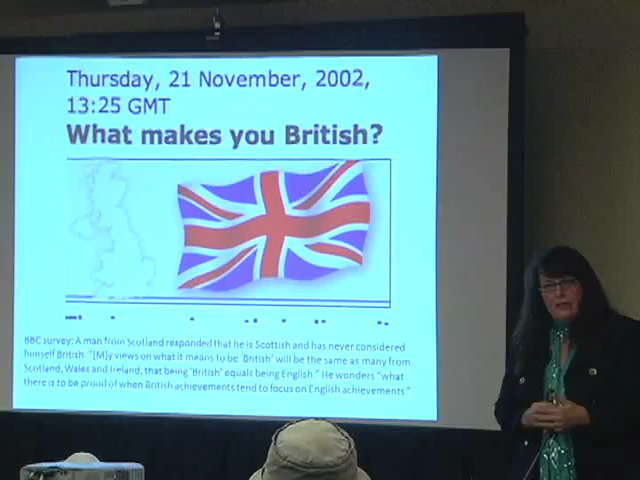 Thursday, 21 November, 2002,
13:25 GMT
What makes you British?
BBC survey: A man from Scotland responded that he is Scottish and has never considered
himself British. "[M]y views on what it means to be 'British' will be the same as many from
Scotland, Wales and Ireland, that being 'British' equals being English." He wonders "what
there is to be proud of when British achievements tend to focus on English achievements."